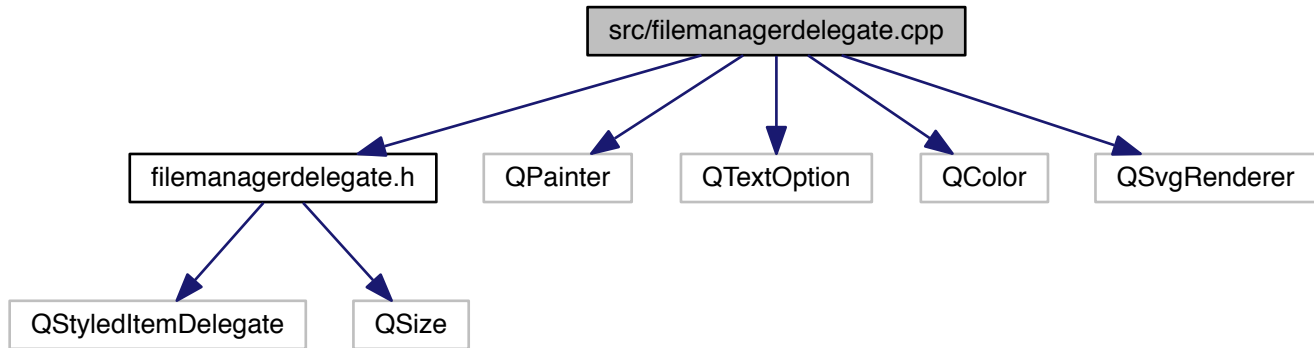 src/filemanagerdelegate.cpp
filemanagerdelegate.h
QPainter
QTextOption
QColor
QSvgRenderer
QStyledItemDelegate
QSize